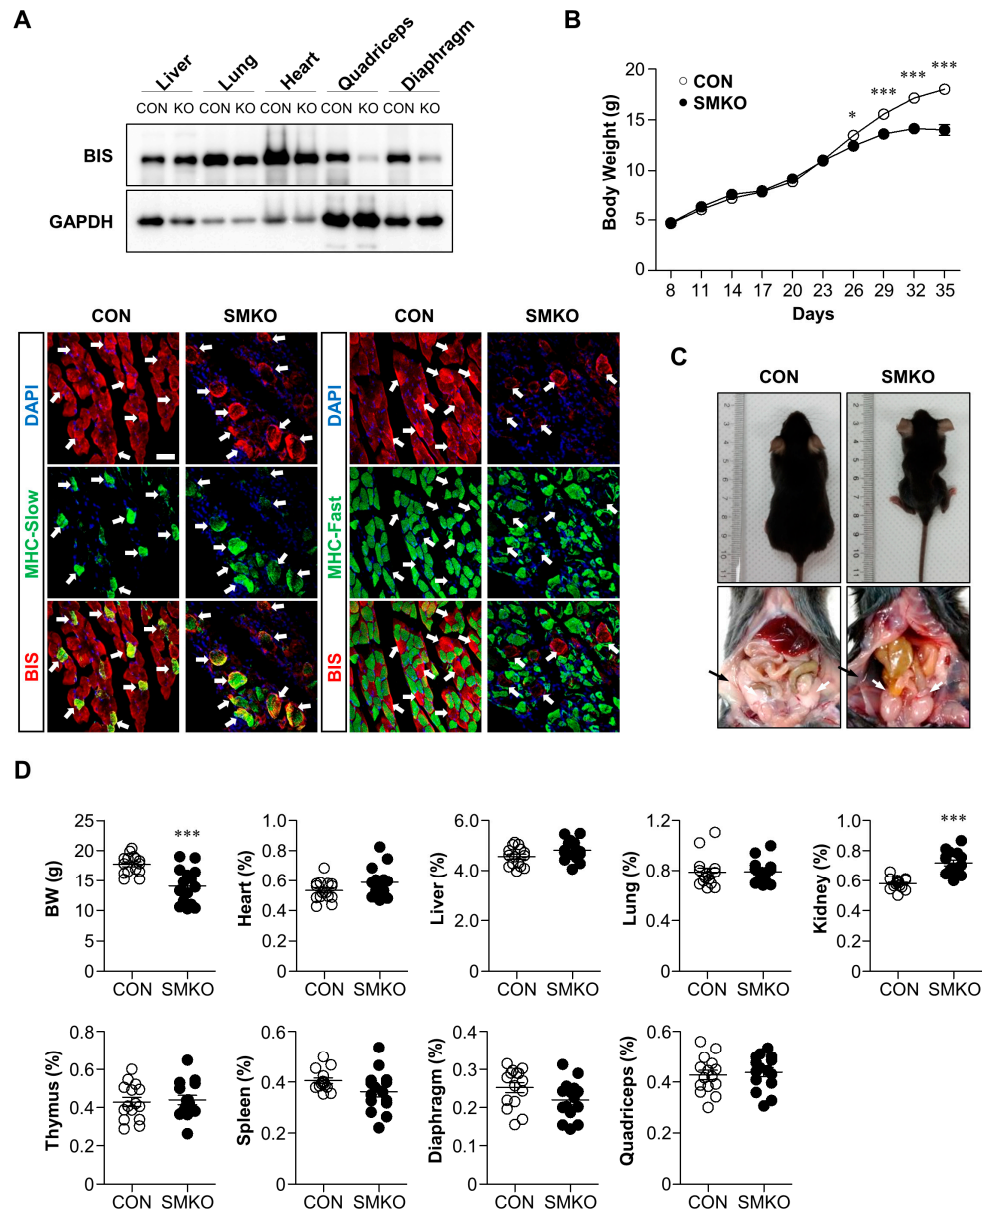 A
Liver Lung Heart Quadriceps Diaphragm
CON KO CON KO CON KO CON KO CON KO
BIS
GAPDH
CON SMKO CON SMKO
DAPI
MHC-Slow
BIS
DAPI
MHC-Fast
BIS
B
Body Weight (g)
20
15
10
5
0
CON
SMKO
* *** *** ***
8 11 14 17 20 23 26 29 32 35
Days
C
CON SMKO
D
BW (g)
25
20
15
10
5
0
***
CON SMKO
Heart (%)
1.0
0.8
0.6
0.4
0.2
0
CON SMKO
Liver (%)
6.0
4.0
2.0
0
CON SMKO
Lung (%)
1.2
0.8
0.4
0
CON SMKO
Kidney (%)
1.0
0.8
0.6
0.4
0.2
0
***
CON SMKO
Thymus (%)
0.8
0.6
0.4
0.2
0
CON SMKO
Spleen (%)
0.6
0.4
0.2
0
CON SMKO
Diaphragm (%)
0.4
0.3
0.2
0.1
0
CON SMKO
Quadriceps (%)
0.6
0.4
0.2
0
CON SMKO